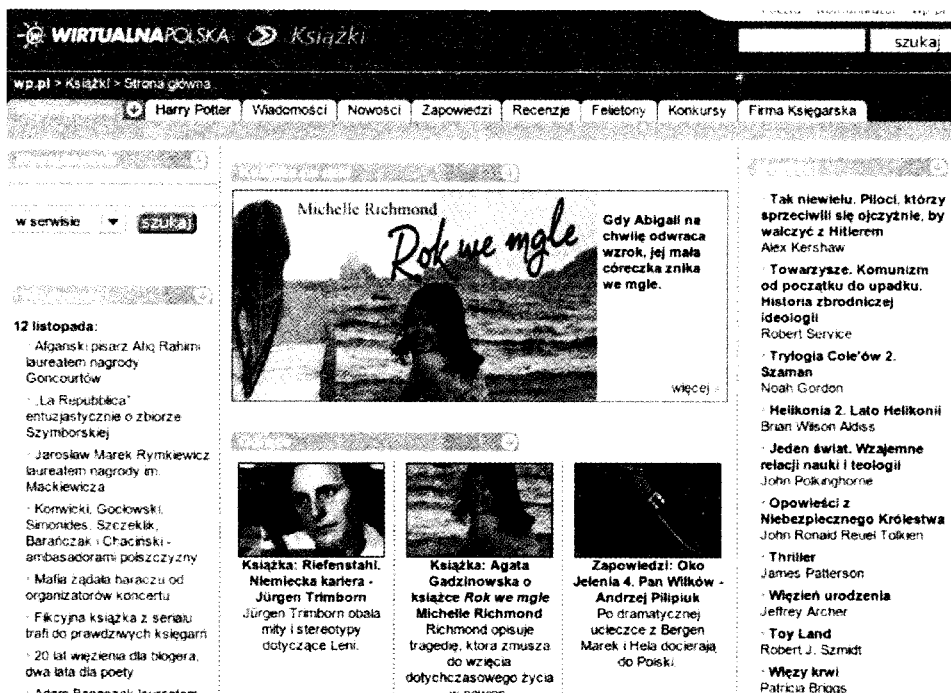 WIRTUALNAPOLSKA Książki
szukaj
wp.pl > Książki > Strona główna
Harry Potter Wiadomości Nowości Zapowiedzi Recenzje Felietony Konkursy Firma Księgarska
w serwisie szukaj
12 listopada:
· Afgański pisarz Atiq Rahimi
laureatem nagrody
Goncourtów
· „La Repubblica”
entuzjastycznie o zbiorze
Szymborskiej
· Jarosław Marek Rymkiewicz
laureatem nagrody im.
Mackiewicza
· Konwicki, Gocłowski,
Simonides, Szczeklik,
Barańczak i Chaciński -
ambasadorami polszczyzny
· Mafia żądała haraczu od
organizatorów koncertu
· Fikcyjna książka z serialu
trafi do prawdziwych księgarń
· 20 lat więzienia dla blogera,
dwa lata dla poety
Michelle Richmond
Rok we mgle
Gdy Abigail na
chwilę odwraca
wzrok, jej mała
córeczka znika
we mgle.
więcej
Książka: Riefenstahl.
Niemiecka kariera -
Jürgen Trimborn
Jürgen Trimborn obala
mity i stereotypy
dotyczące Leni.
Książka: Agata
Gadzinowska o
książce Rok we mgle
Michelle Richmond
Richmond opisuje
tragedię, która zmusza
do wzięcia
dotychczasowego życia
w nawias
Zapowiedzi: Oko
Jelenia 4. Pan Wilków -
Andrzej Pilipiuk
Po dramatycznej
ucieczce z Bergen
Marek i Hela docierają
do Polski.
· Tak niewielu. Piloci, którzy
sprzeciwili się ojczyźnie, by
walczyć z Hitlerem
Alex Kershaw
· Towarzysze. Komunizm
od początku do upadku.
Historia zbrodniczej
ideologii
Robert Service
· Trylogia Cole'ów 2.
Szaman
Noah Gordon
· Helikonia 2. Lato Helikonii
Brian Wilson Aldiss
· Jeden świat. Wzajemne
relacji nauki i teologii
John Polkinghorne
· Opowieści z
Niebezpiecznego Królestwa
John Ronald Reuel Tolkien
· Thriller
James Patterson
· Więzień urodzenia
Jeffrey Archer
· Toy Land
Robert J. Szmidt
· Więzy krwi
Patricia Briggs